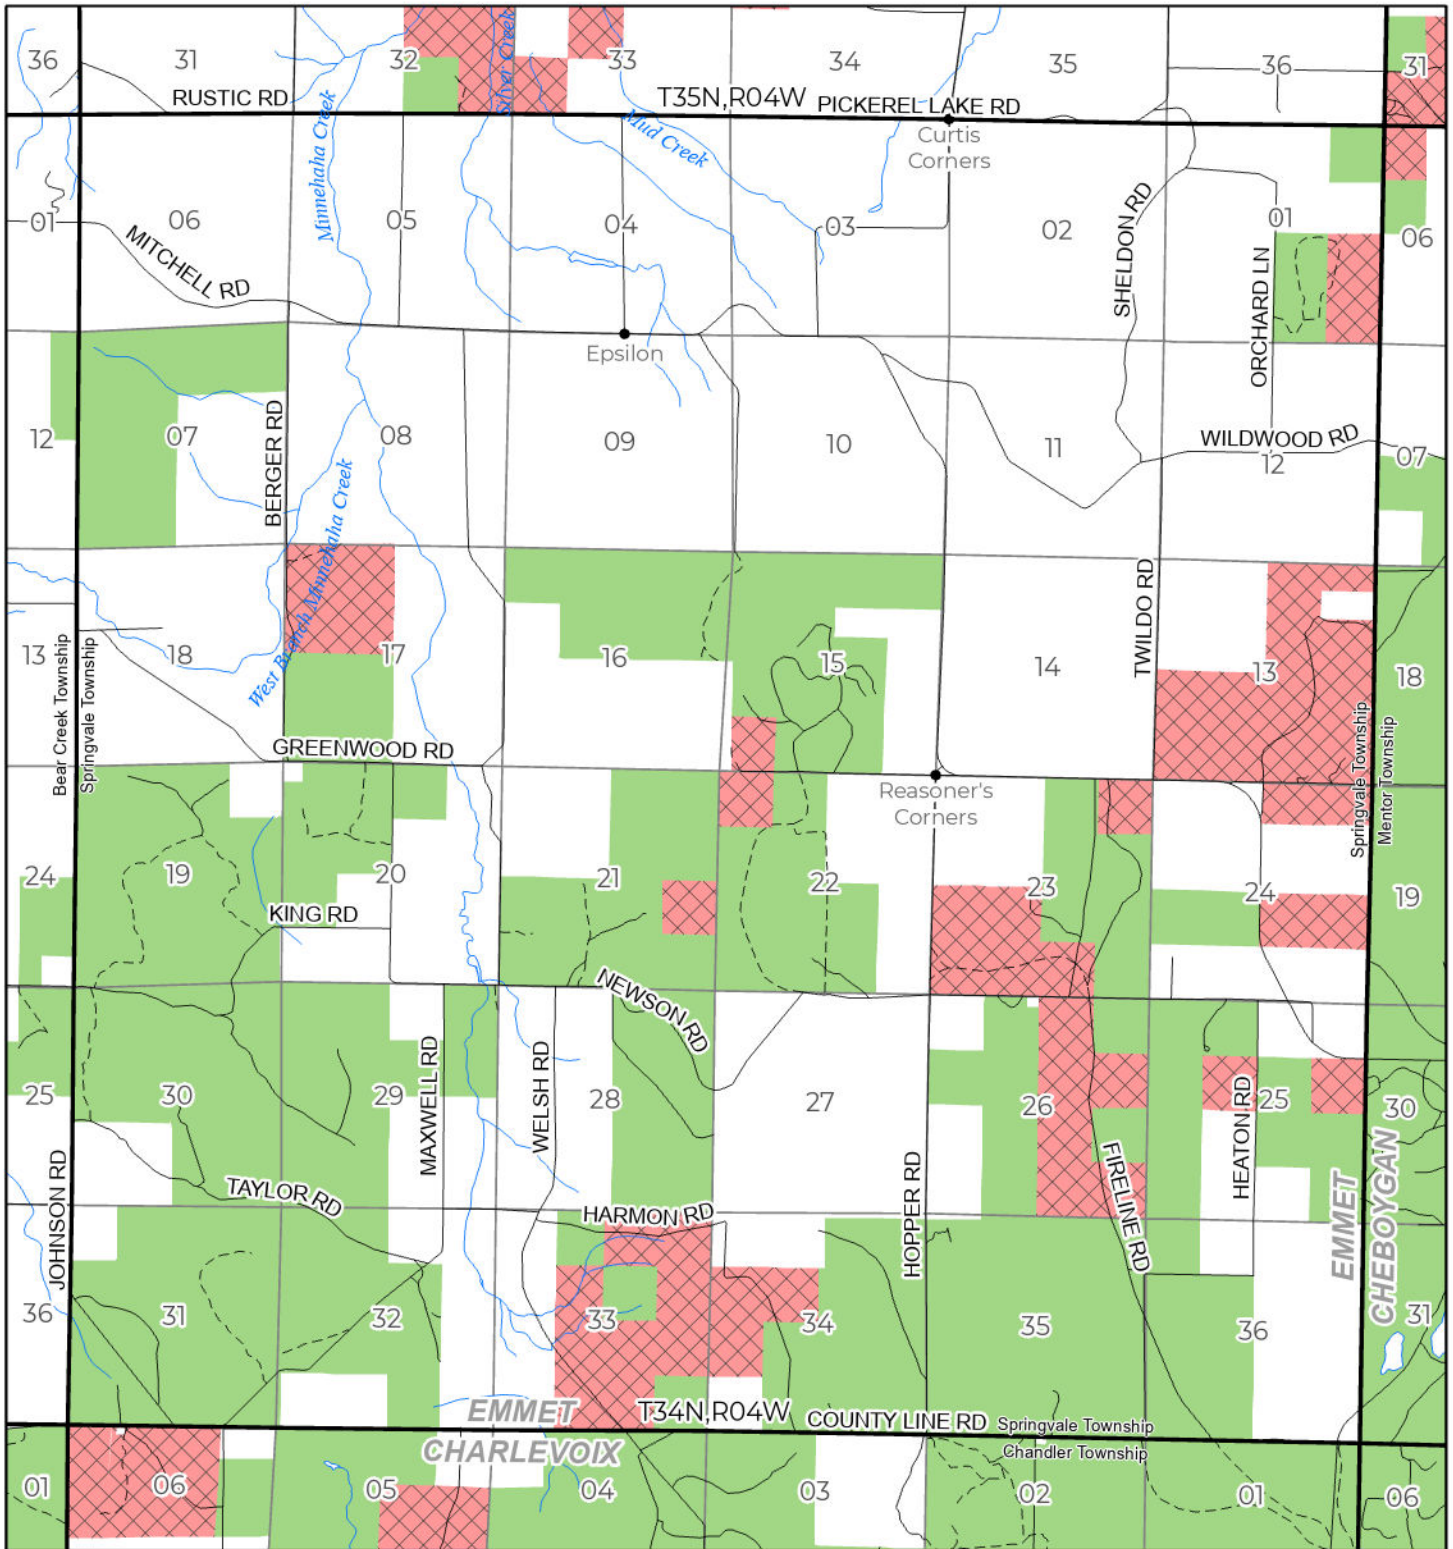 36
31
32
33
34
35
36
31
RUSTIC RD
T35N,R04W
PICKEREL LAKE RD
Silver Creek
Minnehaha Creek
Mud Creek
Curtis
Corners
01
06
05
04
03
02
01
06
MITCHELL RD
SHELDON RD
ORCHARD LN
Epsilon
12
07
08
09
10
11
12
07
BERGER RD
WILDWOOD RD
West Branch Minnehaha Creek
TWILDO RD
13
18
17
16
15
14
13
18
Bear Creek Township
Springvale Township
GREENWOOD RD
Springvale Township
Mentor Township
Reasoner's
Corners
24
19
20
21
22
23
24
19
KING RD
NEWSON RD
MAXWELL RD
WELSH RD
25
30
29
28
27
26
25
30
HEATON RD
FIRELINE RD
HOPPER RD
JOHNSON RD
TAYLOR RD
HARMON RD
EMMET
CHEBOYGAN
36
31
32
33
34
35
36
31
EMMET
T34N,R04W
COUNTY LINE RD
Springvale Township
CHARLEVOIX
Chandler Township
01
06
05
04
03
02
01
06